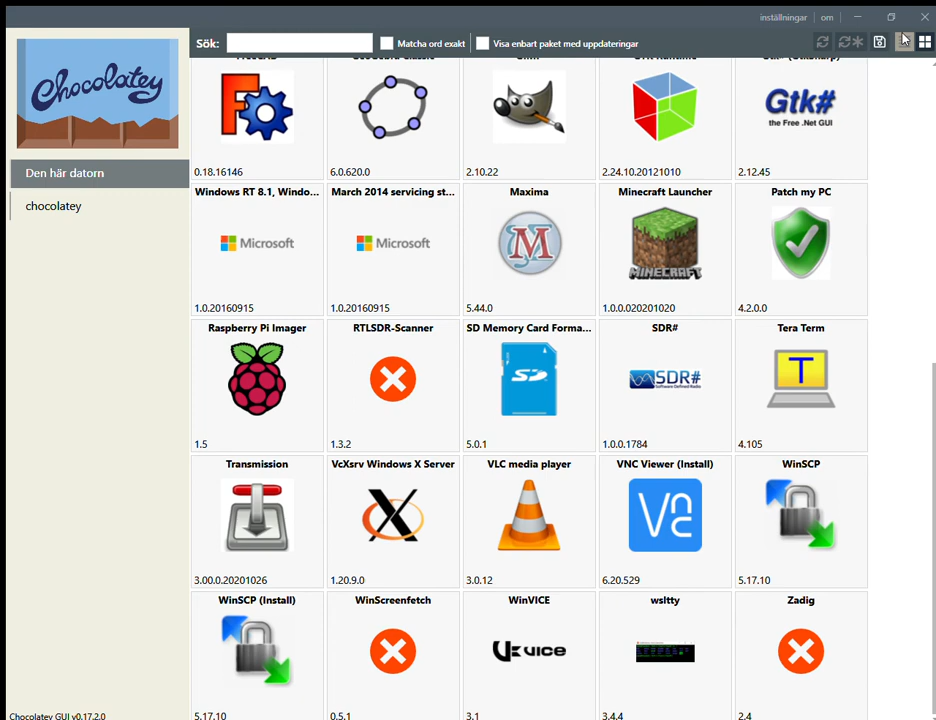 inställningar | om
Sök:
Matcha ord exakt
Visa enbart paket med uppdateringar
Chocolatey
Den här datorn
chocolatey
Gtk#
the Free .Net GUI
0.18.16146
6.0.620.0
2.10.22
2.24.10.20121010
2.12.45
Windows RT 8.1, Windo...
March 2014 servicing st...
Maxima
Minecraft Launcher
Patch my PC
Microsoft
Microsoft
M
MINECRAFT
1.0.20160915
1.0.20160915
5.44.0
1.0.0.020201020
4.2.0.0
Raspberry Pi Imager
RTLSDR-Scanner
SD Memory Card Forma...
SDR#
Tera Term
SD
SDR#
Software Defined Radio
T
1.5
1.3.2
5.0.1
1.0.0.1784
4.105
Transmission
VcXsrv Windows X Server
VLC media player
VNC Viewer (Install)
WinSCP
X
Vnc
3.00.0.20201026
1.20.9.0
3.0.12
6.20.529
5.17.10
WinSCP (Install)
WinScreenfetch
WinVICE
wsltty
Zadig
vice
5.17.10
0.5.1
3.1
3.4.4
2.4
Chocolatey GUI v0.17.2.0